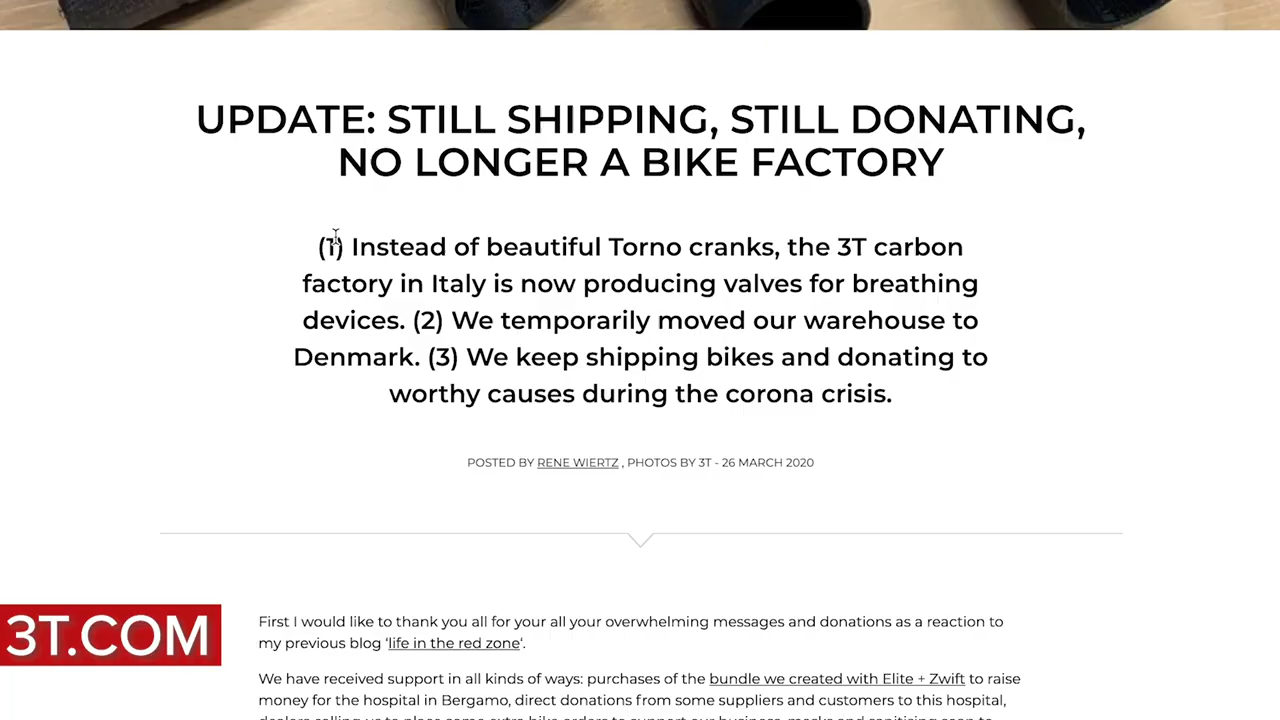 UPDATE: STILL SHIPPING, STILL DONATING,
NO LONGER A BIKE FACTORY
(1) Instead of beautiful Torno cranks, the 3T carbon
factory in Italy is now producing valves for breathing
devices. (2) We temporarily moved our warehouse to
Denmark. (3) We keep shipping bikes and donating to
worthy causes during the corona crisis.
POSTED BY RENE WIERTZ , PHOTOS BY 3T - 26 MARCH 2020
3T.COM
First I would like to thank you all for your all your overwhelming messages and donations as a reaction to
my previous blog ‘life in the red zone‘.
We have received support in all kinds of ways: purchases of the bundle we created with Elite + Zwift to raise
money for the hospital in Bergamo, direct donations from some suppliers and customers to this hospital,